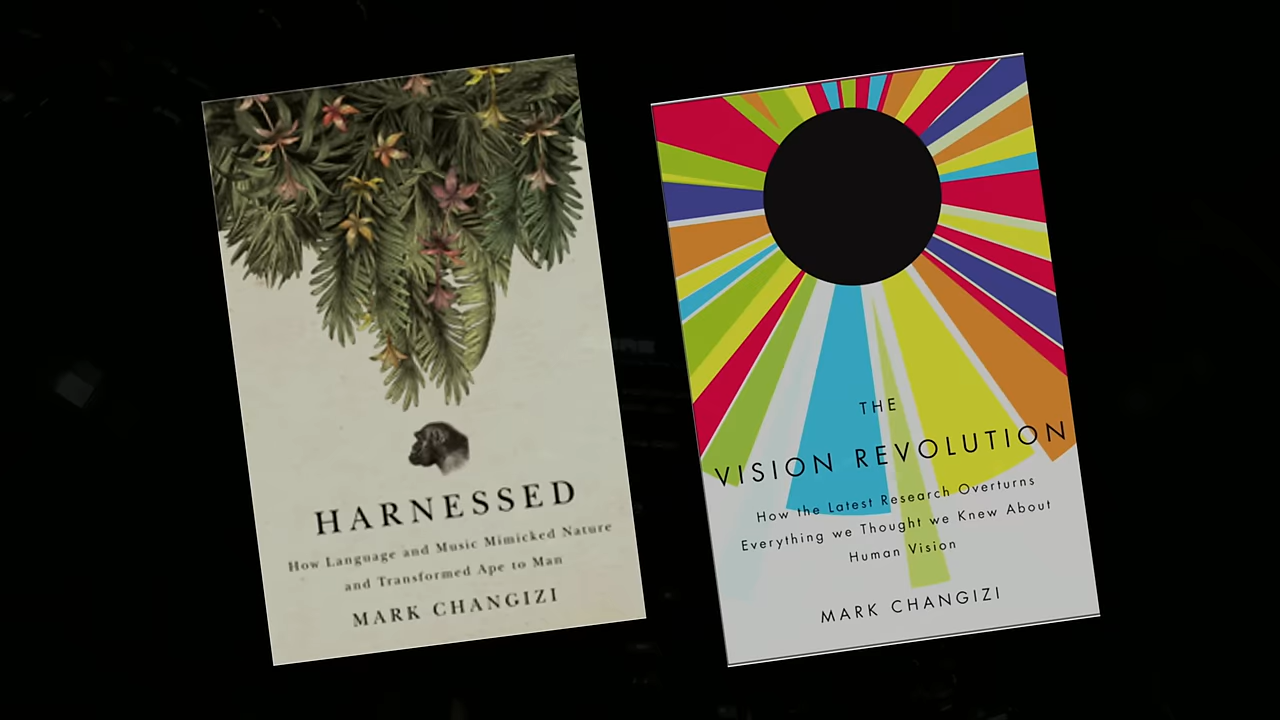 HARNESSED
How Language and Music Mimicked Nature
and Transformed Ape to Man
MARK CHANGIZI
THE
VISION REVOLUTION
How the Latest Research Overturns
Everything we Thought we Knew About
Human Vision
MARK CHANGIZI